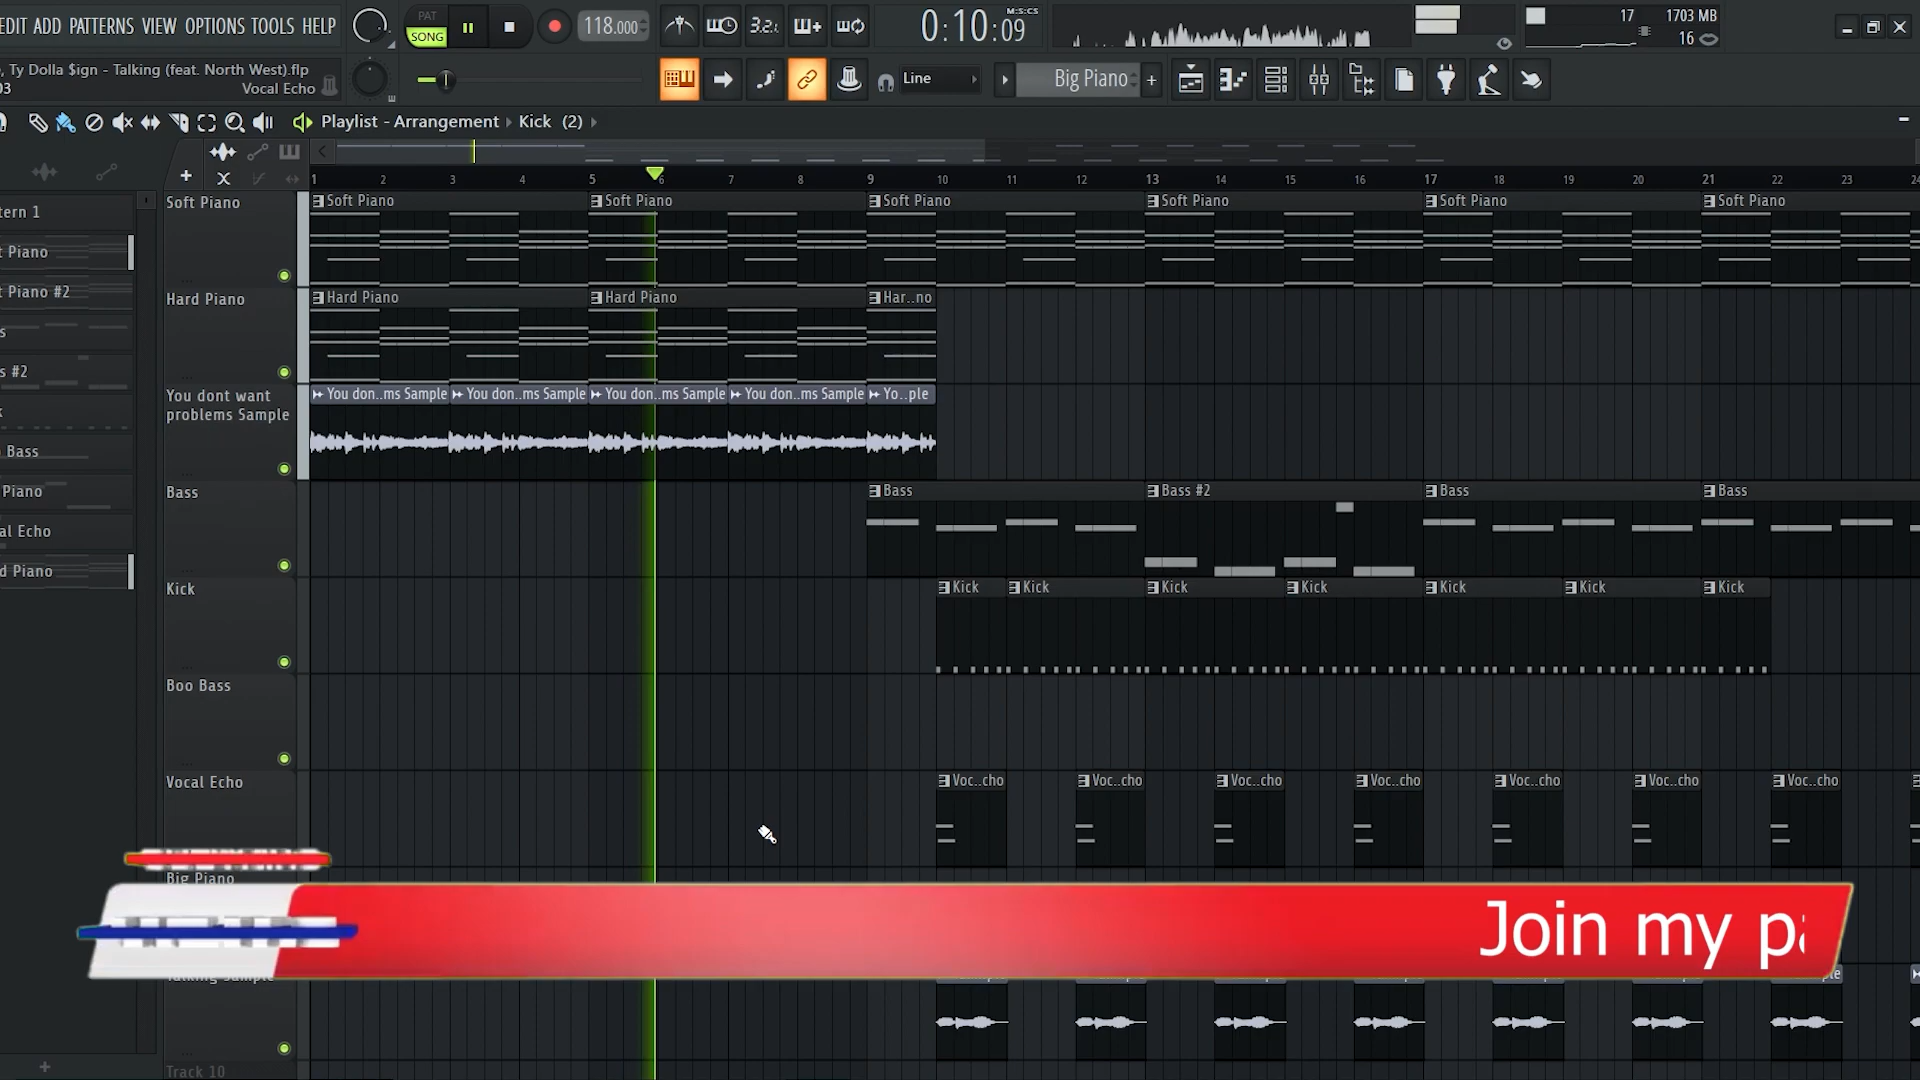 EDIT ADD PATTERNS VIEW OPTIONS TOOLS HELP
PAT
SONG
118.000
3.2.
0:10:09
M:S:CS
17
1703 MB
16
, Ty Dolla $ign - Talking (feat. North West).flp
03
Vocal Echo
Line
Big Piano
Playlist - Arrangement
Kick (2)
1 2 3 4 5 6 7 8 9 10 11 12 13 14 15 16 17 18 19 20 21 22 23 24
tern 1
t Piano
t Piano #2
s
s #2
k
Bass
Piano
al Echo
d Piano
Soft Piano
Soft Piano Soft Piano Soft Piano Soft Piano Soft Piano Soft Piano
Hard Piano
Hard Piano Hard Piano Har..no
You dont want
problems Sample
You don..ms Sample You don..ms Sample You don..ms Sample You don..ms Sample Yo..ple
Bass
Bass Bass #2 Bass Bass
Kick
Kick Kick Kick Kick Kick Kick Kick
Boo Bass
Vocal Echo
Voc..cho Voc..cho Voc..cho Voc..cho Voc..cho Voc..cho Voc..cho
Big Piano
Join my pa
Talking Sample
Track 10